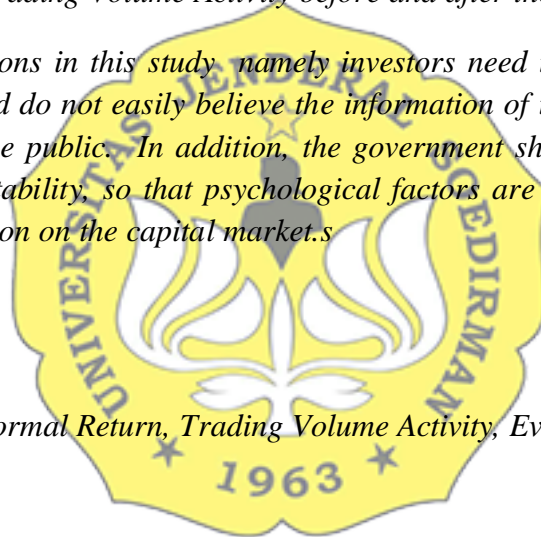 rading Volume Activity before and after the
ons in this study namely investors need
d do not easily believe the information of
e public. In addition, the government sh
tability, so that psychological factors are
on on the capital market.s
UNIVERSITAS JENDERAL SOEDIRMAN
ormal Return, Trading Volume Activity, Ev
1963